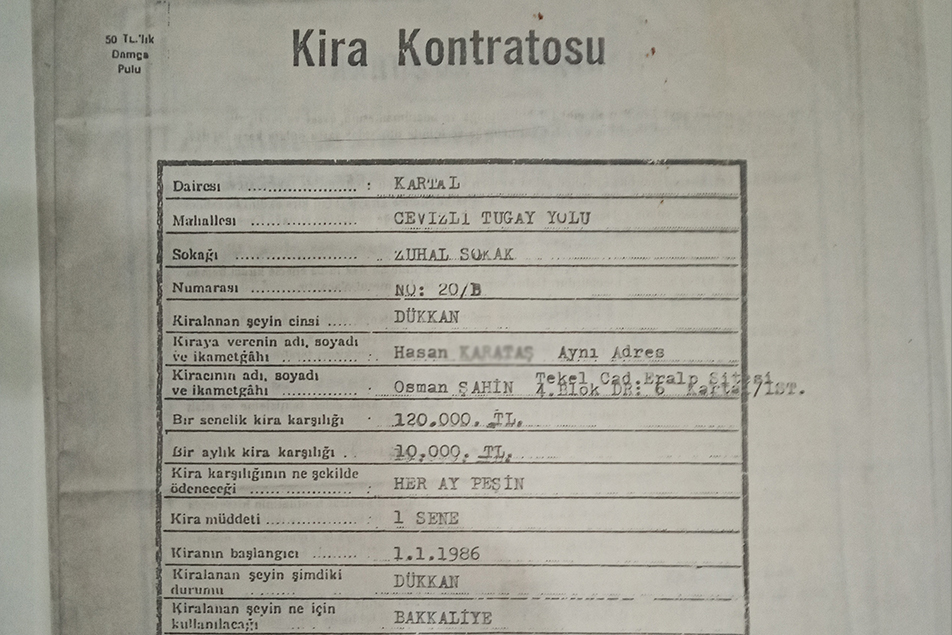 50 TL.'lık
Damga
Pulu
Kira Kontratosu
Dairesi .................... : KARTAL
Mahallesi .................... CEVİZLİ TUGAY YOLU
Sokağı .................... ZUHAL SOKAK
Numarası .................... NO: 20/B
Kiralanan şeyin cinsi ..... DÜKKAN
Kiraya verenin adı, soyadı
ve ikametgâhı .............. : Hasan KARATAŞ Aynı Adres
Kiracının adı, soyadı
ve ikametgâhı .............. : Osman ŞAHİN Tekel Cad.Eralp Sitesi
4.Blok DR: 6 Kartal/İST.
Bir senelik kira karşılığı : 120.000. TL.
Bir aylık kira karşılığı . . 10.000. TL.
Kira karşılığının ne şekilde
ödeneceği .................... : HER AY PEŞİN
Kira müddeti .................... : 1 SENE
Kiranın başlangıcı ........ : 1.1.1986
Kiralanan şeyin şimdiki
durumu .................... : DÜKKAN
Kiralanan şeyin ne için
kullanılacağı .............. : BAKKALİYE